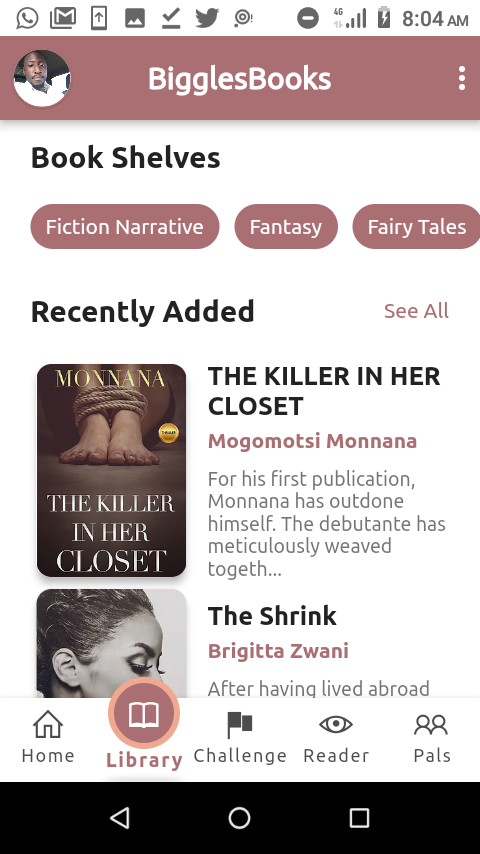 4G
8:04 AM
BigglesBooks
Book Shelves
Fiction Narrative
Fantasy
Fairy Tales
Recently Added
See All
MONNANA
THRILLER
THE KILLER
IN HER
CLOSET
THE KILLER IN HER
CLOSET
Mogomotsi Monnana
For his first publication,
Monnana has outdone
himself. The debutante has
meticulously weaved
togeth...
The Shrink
Brigitta Zwani
After having lived abroad
Home
Library
Challenge
Reader
Pals